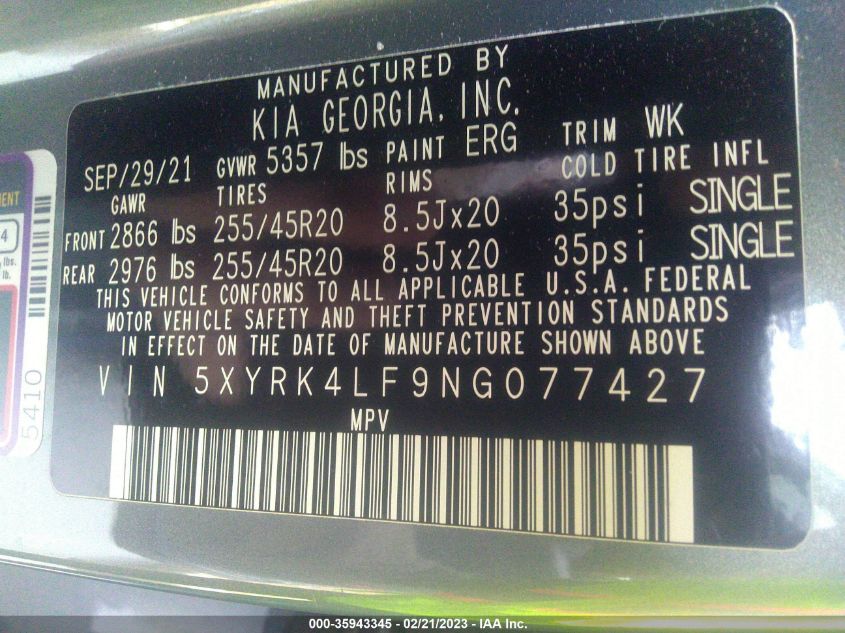 MANUFACTURED BY
KIA GEORGIA, INC.
SEP/29/21 GVWR 5357 lbs PAINT ERG TRIM WK
GAWR TIRES RIMS COLD TIRE INFL
FRONT 2866 lbs 255/45R20 8.5Jx20 35psi SINGLE
REAR 2976 lbs 255/45R20 8.5Jx20 35psi SINGLE
THIS VEHICLE CONFORMS TO ALL APPLICABLE U.S.A. FEDERAL
MOTOR VEHICLE SAFETY AND THEFT PREVENTION STANDARDS
IN EFFECT ON THE DATE OF MANUFACTURE SHOWN ABOVE
VIN 5XYRK4LF9NG077427
MPV
4
lbs.
lb.
5410
000-35943345 - 02/21/2023 - IAA Inc.